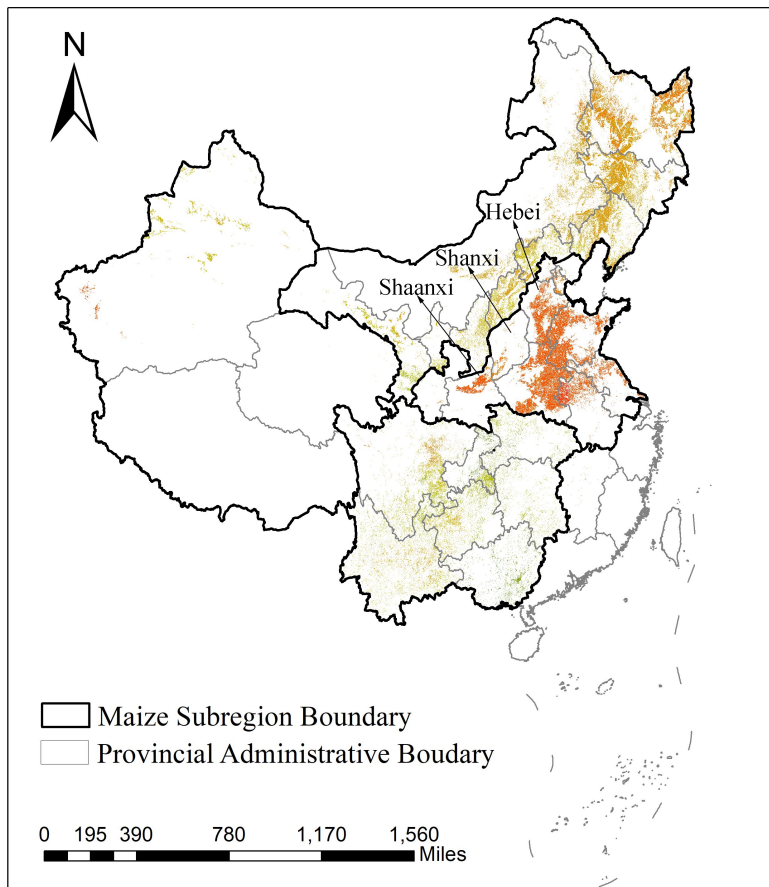 N
Hebei
Shanxi
Shaanxi
Maize Subregion Boundary
Provincial Administrative Boudary
0 195 390 780 1,170 1,560
Miles